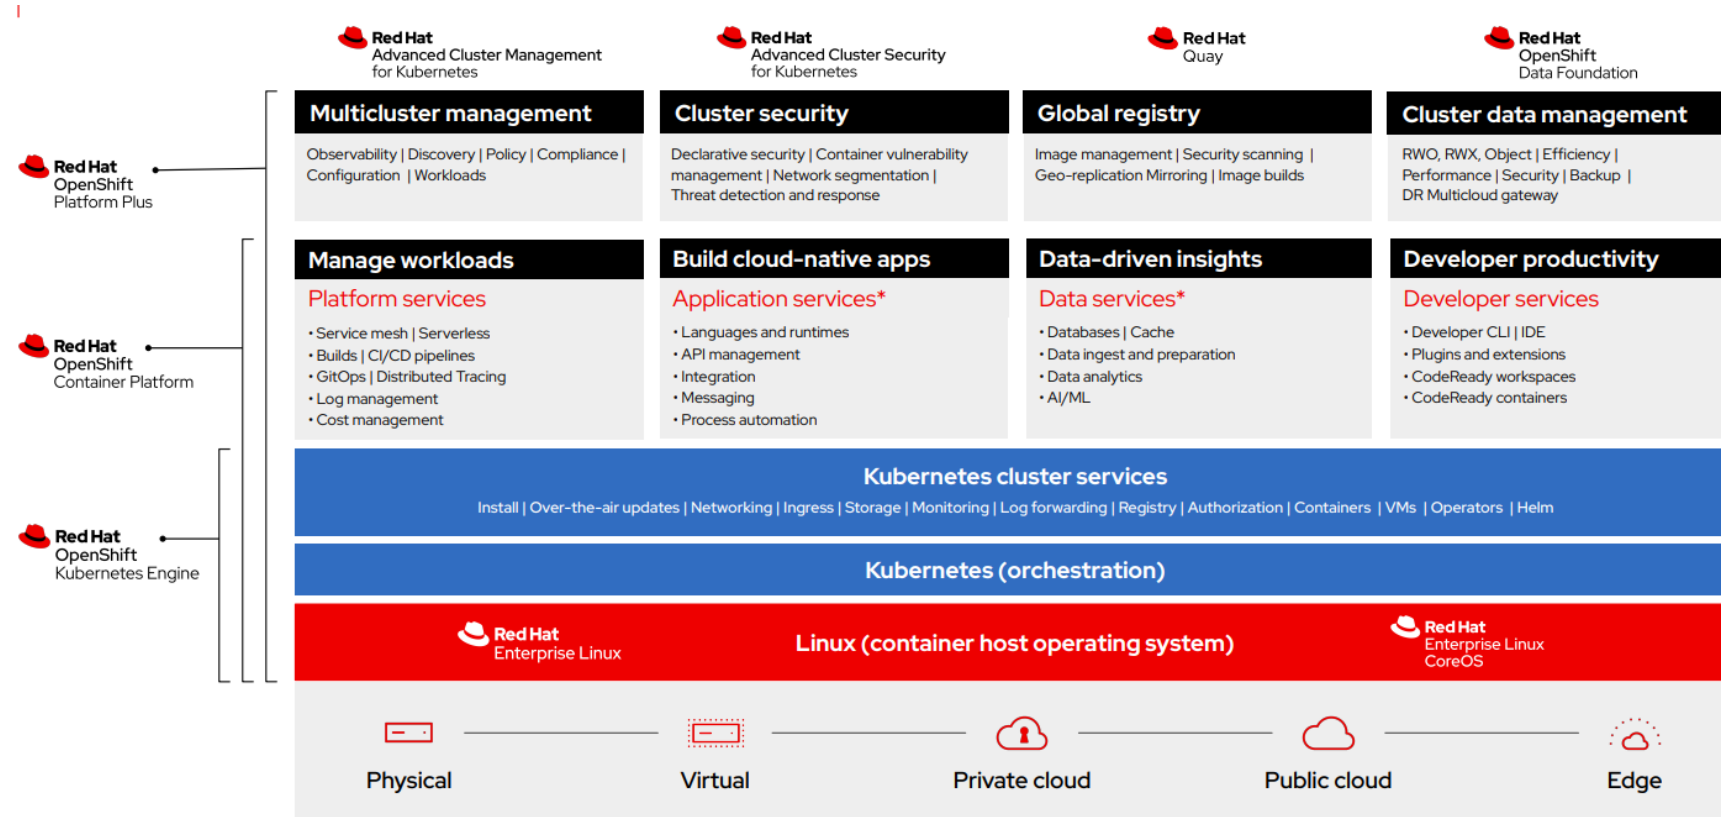 Red Hat
Advanced Cluster Management
for Kubernetes
Red Hat
Advanced Cluster Security
for Kubernetes
Red Hat
Quay
Red Hat
OpenShift
Data Foundation
Red Hat
OpenShift
Platform Plus
Multicluster management
Observability | Discovery | Policy | Compliance |
Configuration | Workloads
Cluster security
Declarative security | Container vulnerability
management | Network segmentation |
Threat detection and response
Global registry
Image management | Security scanning |
Geo-replication Mirroring | Image builds
Cluster data management
RWO, RWX, Object | Efficiency |
Performance | Security | Backup |
DR Multicloud gateway
Red Hat
OpenShift
Container Platform
Manage workloads
Platform services
• Service mesh | Serverless
• Builds | CI/CD pipelines
• GitOps | Distributed Tracing
• Log management
• Cost management
Build cloud-native apps
Application services*
• Languages and runtimes
• API management
• Integration
• Messaging
• Process automation
Data-driven insights
Data services*
• Databases | Cache
• Data ingest and preparation
• Data analytics
• AI/ML
Developer productivity
Developer services
• Developer CLI | IDE
• Plugins and extensions
• CodeReady workspaces
• CodeReady containers
Red Hat
OpenShift
Kubernetes Engine
Kubernetes cluster services
Install | Over-the-air updates | Networking | Ingress | Storage | Monitoring | Log forwarding | Registry | Authorization | Containers | VMs | Operators | Helm
Kubernetes (orchestration)
Red Hat
Enterprise Linux
Linux (container host operating system)
Red Hat
Enterprise Linux
CoreOS
Physical
Virtual
Private cloud
Public cloud
Edge